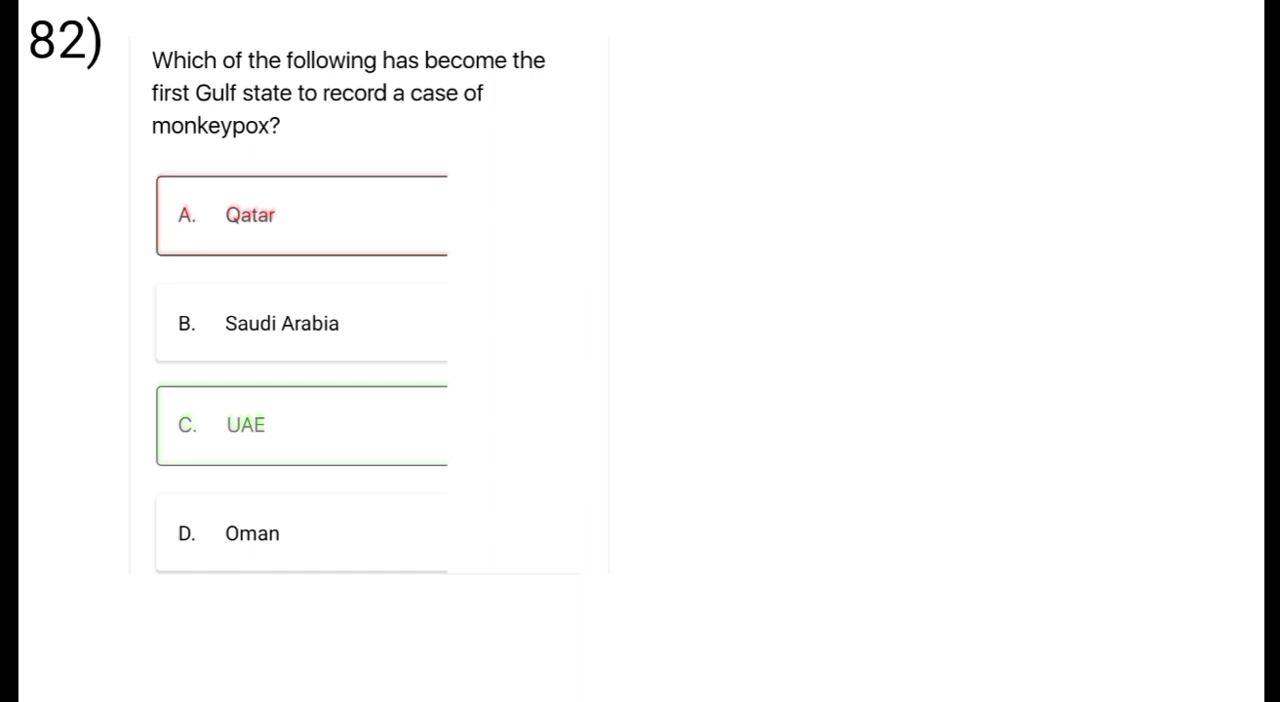 82)
Which of the following has become the
first Gulf state to record a case of
monkeypox?
A. Qatar
B. Saudi Arabia
C. UAE
D. Oman